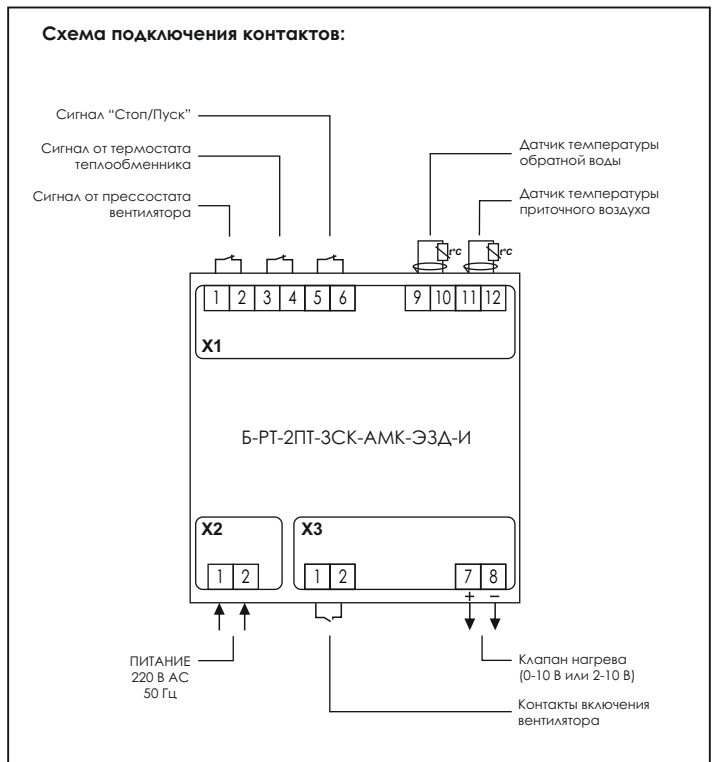 Схема подключения контактов:
Сигнал “Стоп/Пуск”
Сигнал от термостата
теплообменника
Сигнал от прессостата
вентилятора
Датчик температуры
обратной воды
Датчик температуры
приточного воздуха
t°C
t°C
1 2 3 4 5 6 9 10 11 12
X1
Б-РТ-2ПТ-3СК-АМК-ЭЗД-И
X2
X3
1 2
1 2
7 8
+ −
ПИТАНИЕ
220 В AC
50 Гц
Клапан нагрева
(0-10 В или 2-10 В)
Контакты включения
вентилятора